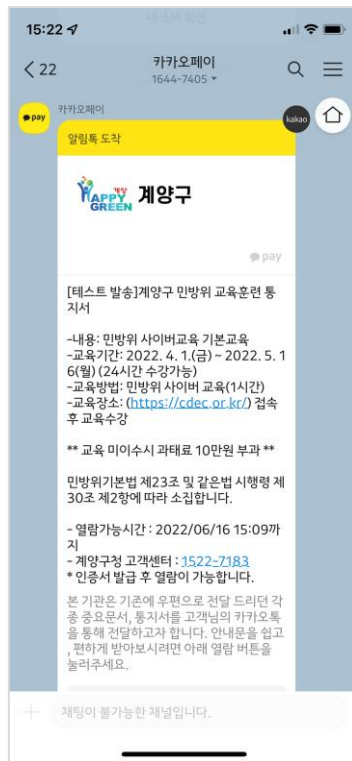 15:22
22
카카오페이
1644-7405
pay
카카오페이
kakao
알림톡 도착
계양
HAPPY
GREEN
계양구
pay
[테스트 발송]계양구 민방위 교육훈련 통
지서
-내용: 민방위 사이버교육 기본교육
-교육기간: 2022. 4. 1.(금) ~ 2022. 5. 1
6(월) (24시간 수강가능)
-교육방법: 민방위 사이버 교육(1시간)
-교육장소: (https://cdec.or.kr/) 접속
후 교육수강
** 교육 미이수시 과태료 10만원 부과 **
민방위기본법 제23조 및 같은법 시행령 제
30조 제2항에 따라 소집합니다.
- 열람가능시간 : 2022/06/16 15:09까
지
- 계양구청 고객센터 : 1522-7183
* 인증서 발급 후 열람이 가능합니다.
본 기관은 기존에 우편으로 전달 드리던 각
종 중요문서, 통지서를 고객님의 카카오톡
을 통해 전달하고자 합니다. 안내문을 쉽고
, 편하게 받아보시려면 아래 열람 버튼을
눌러주세요.
채팅이 불가능한 채널입니다.